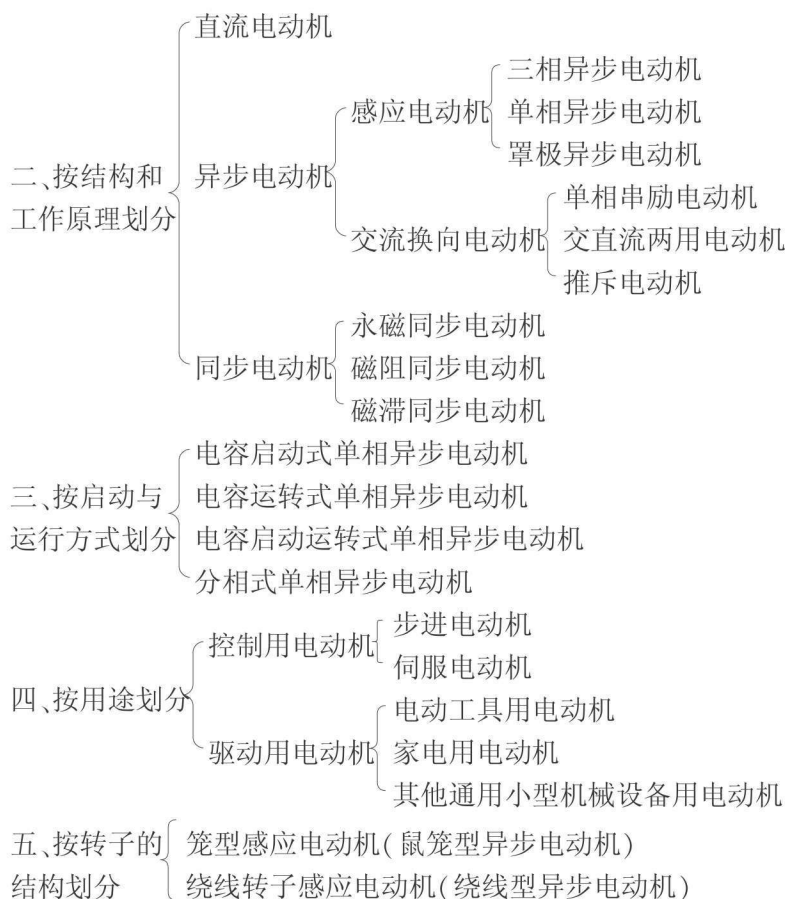 直流电动机
三相异步电动机
感应电动机 单相异步电动机
罩极异步电动机
二、按结构和 异步电动机
工作原理划分
单相串励电动机
交流换向电动机 交直流两用电动机
推斥电动机
永磁同步电动机
同步电动机 磁阻同步电动机
磁滞同步电动机
电容启动式单相异步电动机
三、按启动与 电容运转式单相异步电动机
运行方式划分 电容启动运转式单相异步电动机
分相式单相异步电动机
步进电动机
控制用电动机
伺服电动机
四、按用途划分
电动工具用电动机
驱动用电动机 家电用电动机
其他通用小型机械设备用电动机
五、按转子的 笼型感应电动机(鼠笼型异步电动机)
结构划分 绕线转子感应电动机(绕线型异步电动机)